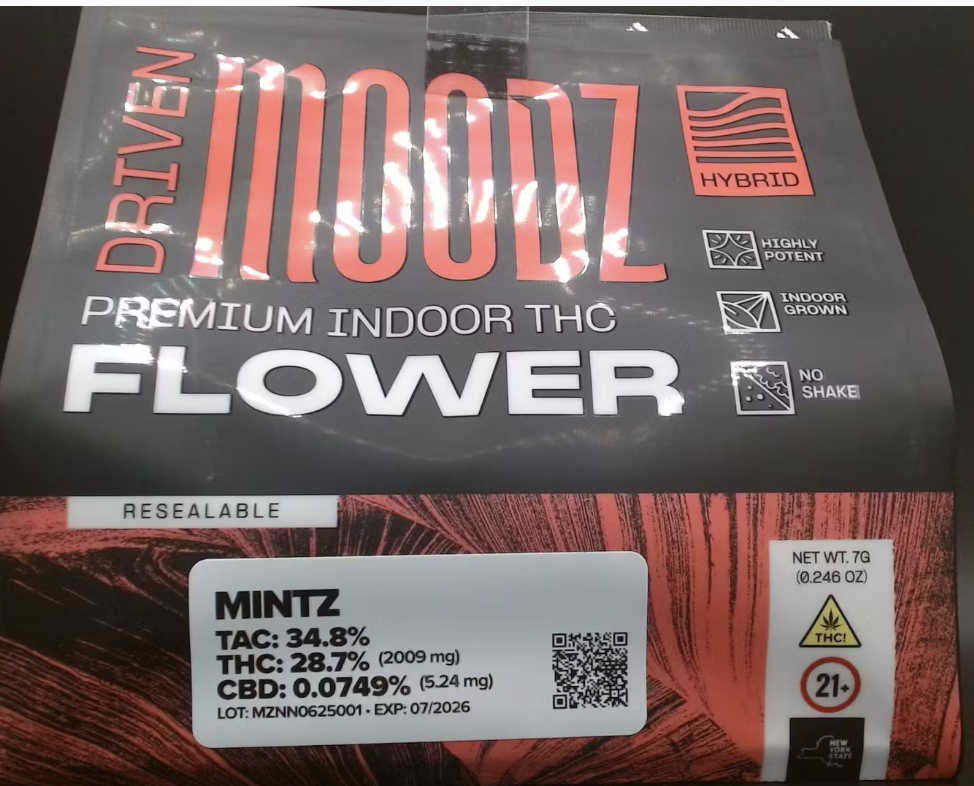 DRIVEN
MOODZ
HYBRID
HIGHLY
POTENT
INDOOR
GROWN
NO
SHAKE
PREMIUM INDOOR THC
FLOWER
RESEALABLE
MINTZ
TAC: 34.8%
THC: 28.7% (2009 mg)
CBD: 0.0749% (5.24 mg)
LOT: MZNN0625001 • EXP: 07/2026
NET WT. 7G
(0.246 OZ)
THC!
21+
NEW
YORK
STATE